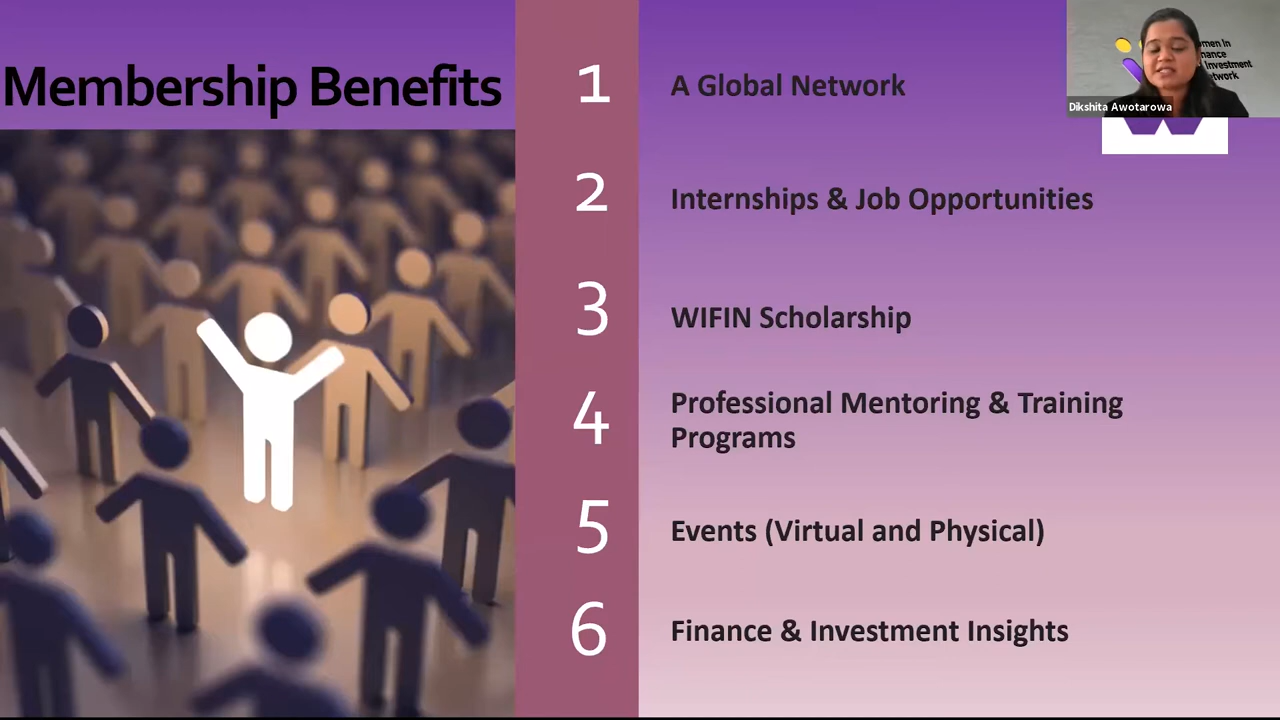 Membership Benefits
1
A Global Network
2
Internships & Job Opportunities
3
WIFIN Scholarship
4
Professional Mentoring & Training
Programs
5
Events (Virtual and Physical)
6
Finance & Investment Insights
Dikshita Awotarowa
Investment